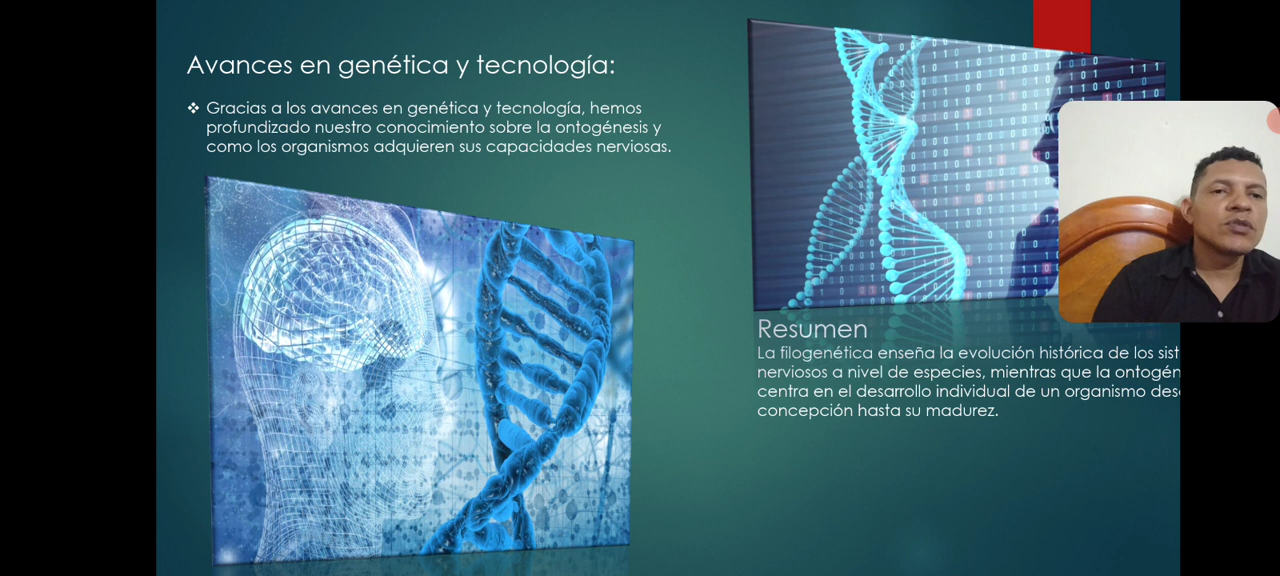 Avances en genética y tecnología:
❖ Gracias a los avances en genética y tecnología, hemos
profundizado nuestro conocimiento sobre la ontogénesis y
como los organismos adquieren sus capacidades nerviosas.
Resumen
La filogenética enseña la evolución histórica de los
nerviosos a nivel de especies, mientras que la
centra en el desarrollo individual de un organismo
concepción hasta su madurez.